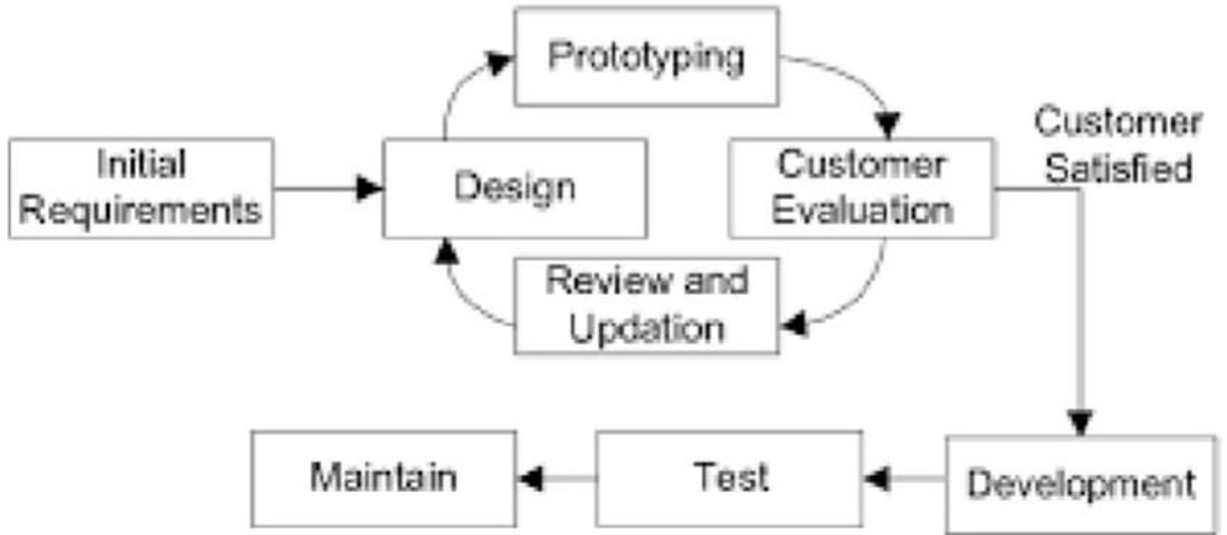 Prototyping
Customer
Satisfied
Initial
Requirements
Design
Customer
Evaluation
Review and
Updation
Maintain
Test
Development